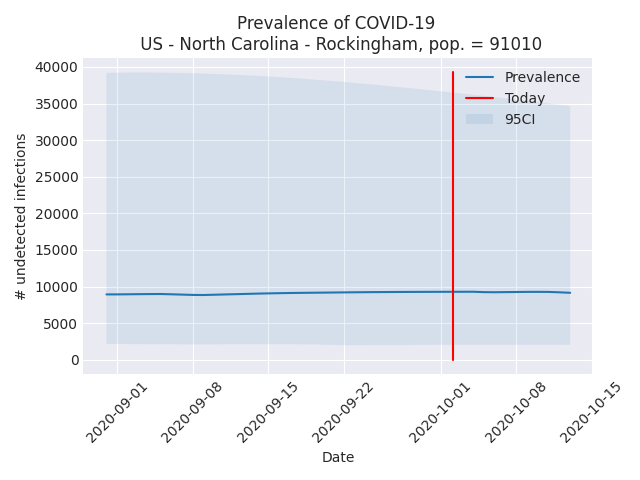 Prevalence of COVID-19
US - North Carolina - Rockingham, pop. = 91010
40000
35000
30000
25000
20000
15000
10000
5000
0
# undetected infections
Prevalence
Today
95CI
2020-09-01
2020-09-08
2020-09-15
2020-09-22
2020-10-01
2020-10-08
2020-10-15
Date